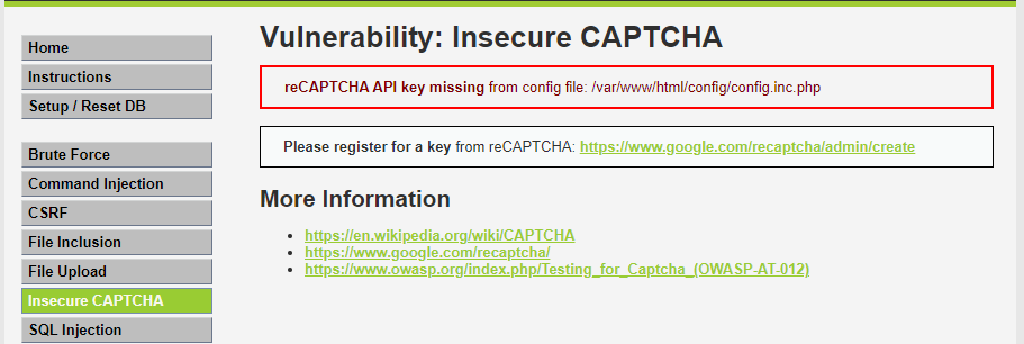 Home
Instructions
Setup / Reset DB
Brute Force
Command Injection
CSRF
File Inclusion
File Upload
Insecure CAPTCHA
SQL Injection
Vulnerability: Insecure CAPTCHA
reCAPTCHA API key missing from config file: /var/www/html/config/config.inc.php
Please register for a key from reCAPTCHA: https://www.google.com/recaptcha/admin/create
More Information
• https://en.wikipedia.org/wiki/CAPTCHA
• https://www.google.com/recaptcha/
• https://www.owasp.org/index.php/Testing_for_Captcha_(OWASP-AT-012)